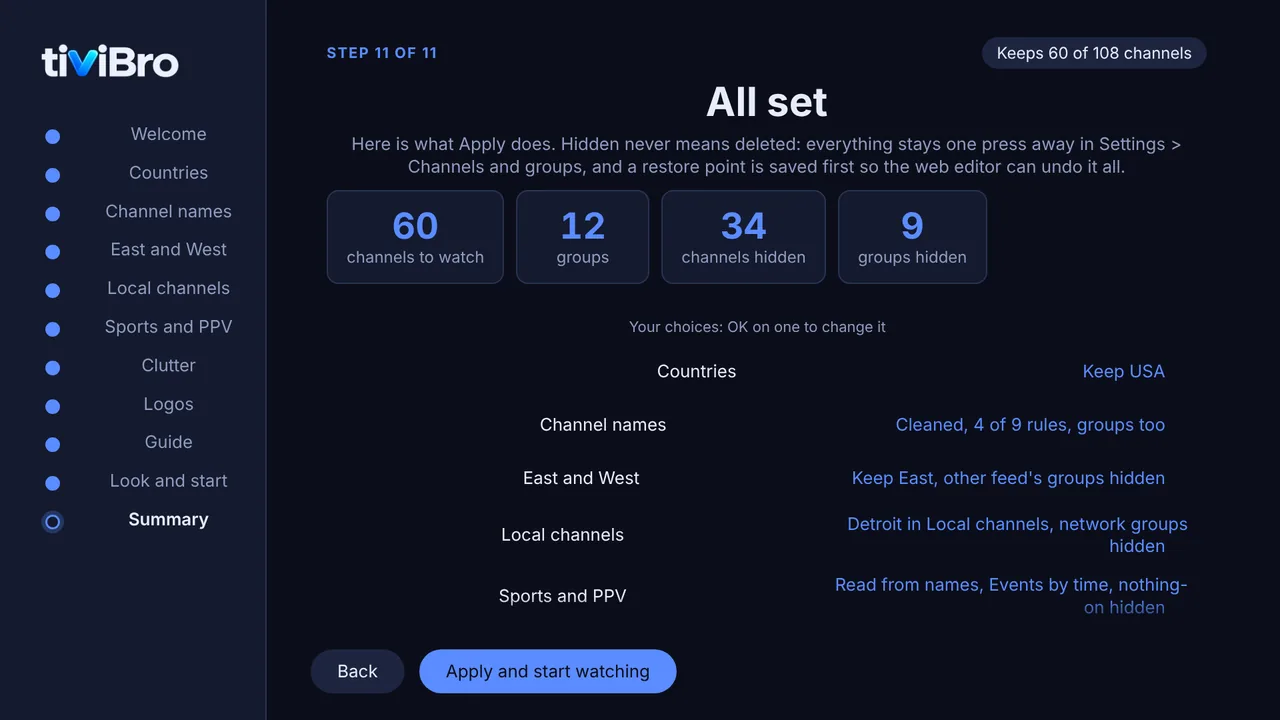 tiviBro
Welcome
Countries
Channel names
East and West
Local channels
Sports and PPV
Clutter
Logos
Guide
Look and start
Summary
STEP 11 OF 11
Keeps 60 of 108 channels
All set
Here is what Apply does. Hidden never means deleted: everything stays one press away in Settings >
Channels and groups, and a restore point is saved first so the web editor can undo it all.
60
channels to watch
12
groups
34
channels hidden
9
groups hidden
Your choices: OK on one to change it
Countries
Keep USA
Channel names
Cleaned, 4 of 9 rules, groups too
East and West
Keep East, other feed's groups hidden
Local channels
Detroit in Local channels, network groups
hidden
Sports and PPV
Read from names, Events by time, nothing-
on hidden
Back
Apply and start watching